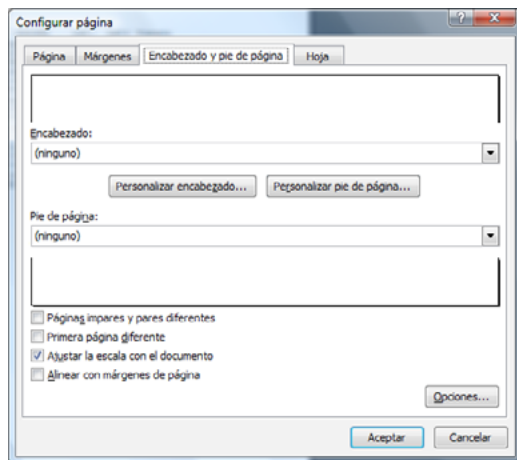 Configurar página
Página Márgenes Encabezado y pie de página Hoja
Encabezado:
(ninguno)
Personalizar encabezado... Personalizar pie de página...
Pie de página:
(ninguno)
Páginas impares y pares diferentes
Primera página diferente
Ajustar la escala con el documento
Alinear con márgenes de página
Opciones...
Aceptar Cancelar